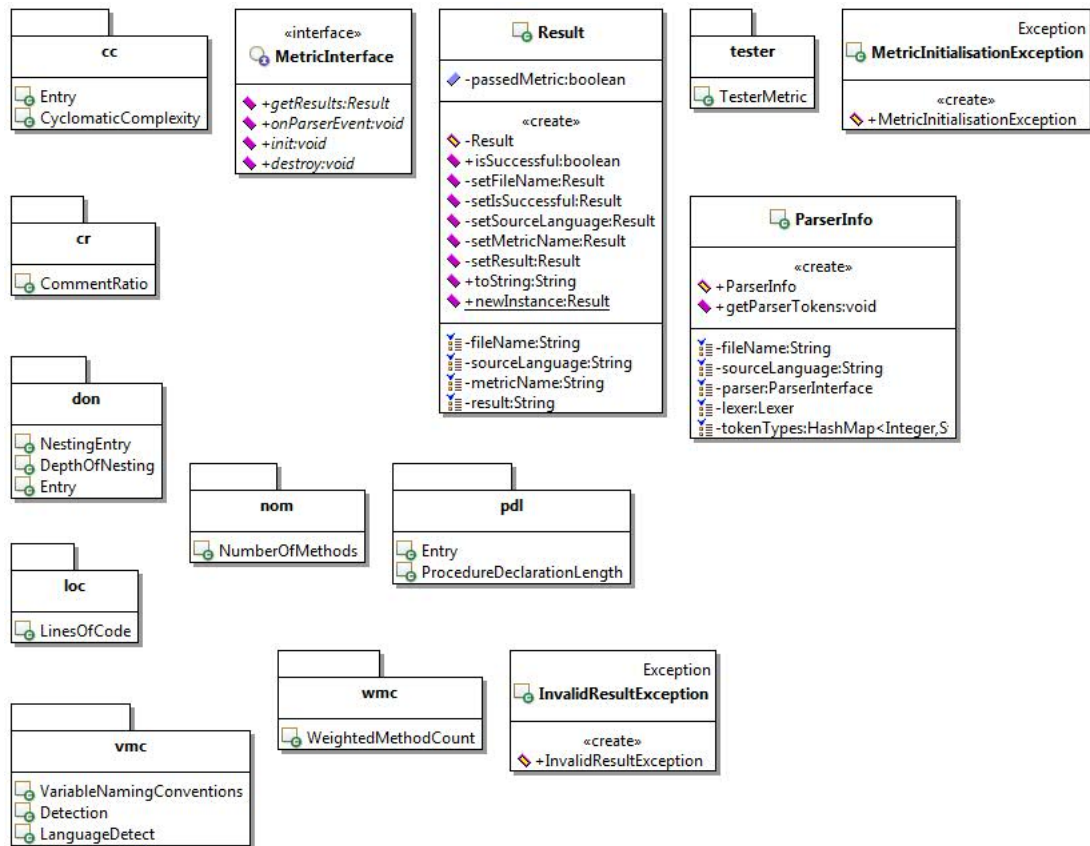 cc
Entry
CyclomaticComplexity
«interface»
MetricInterface
+getResults:Result
+onParserEvent:void
+init:void
+destroy:void
Result
-passedMetric:boolean
«create»
-Result
+isSuccessful:boolean
-setFileName:Result
-setIsSuccessful:Result
-setSourceLanguage:Result
-setMetricName:Result
-setResult:Result
+toString:String
+newInstance:Result
-fileName:String
-sourceLanguage:String
-metricName:String
-result:String
tester
TesterMetric
Exception
MetricInitialisationException
«create»
+MetricInitialisationException
cr
CommentRatio
ParserInfo
«create»
+ParserInfo
+getParserTokens:void
-fileName:String
-sourceLanguage:String
-parser:ParserInterface
-lexer:Lexer
-tokenTypes:HashMap<Integer,S
don
NestingEntry
DepthOfNesting
Entry
nom
NumberOfMethods
pdl
Entry
ProcedureDeclarationLength
loc
LinesOfCode
wmc
WeightedMethodCount
Exception
InvalidResultException
«create»
+InvalidResultException
vmc
VariableNamingConventions
Detection
LanguageDetect